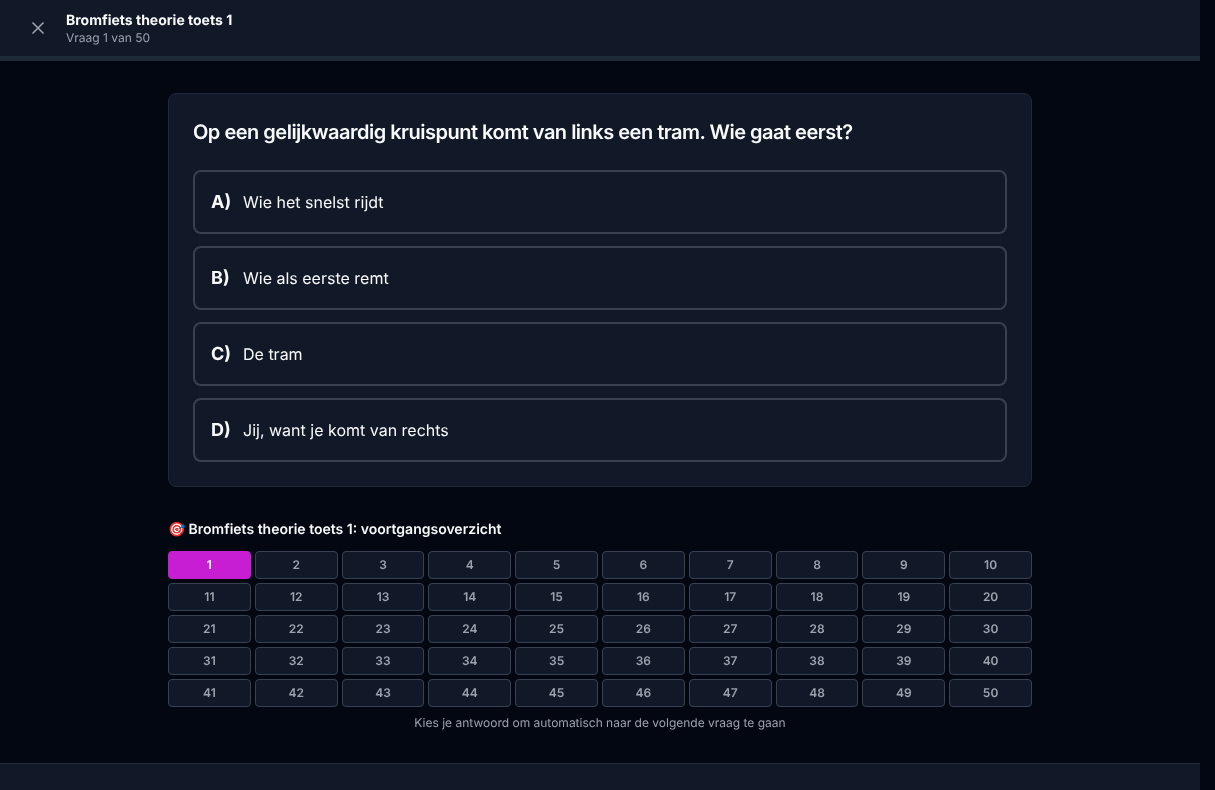 Bromfiets theorie toets 1
Vraag 1 van 50
Op een gelijkwaardig kruispunt komt van links een tram. Wie gaat eerst?
A) Wie het snelst rijdt
B) Wie als eerste remt
C) De tram
D) Jij, want je komt van rechts
🎯 Bromfiets theorie toets 1: voortgangsoverzicht
1 2 3 4 5 6 7 8 9 10
11 12 13 14 15 16 17 18 19 20
21 22 23 24 25 26 27 28 29 30
31 32 33 34 35 36 37 38 39 40
41 42 43 44 45 46 47 48 49 50
Kies je antwoord om automatisch naar de volgende vraag te gaan